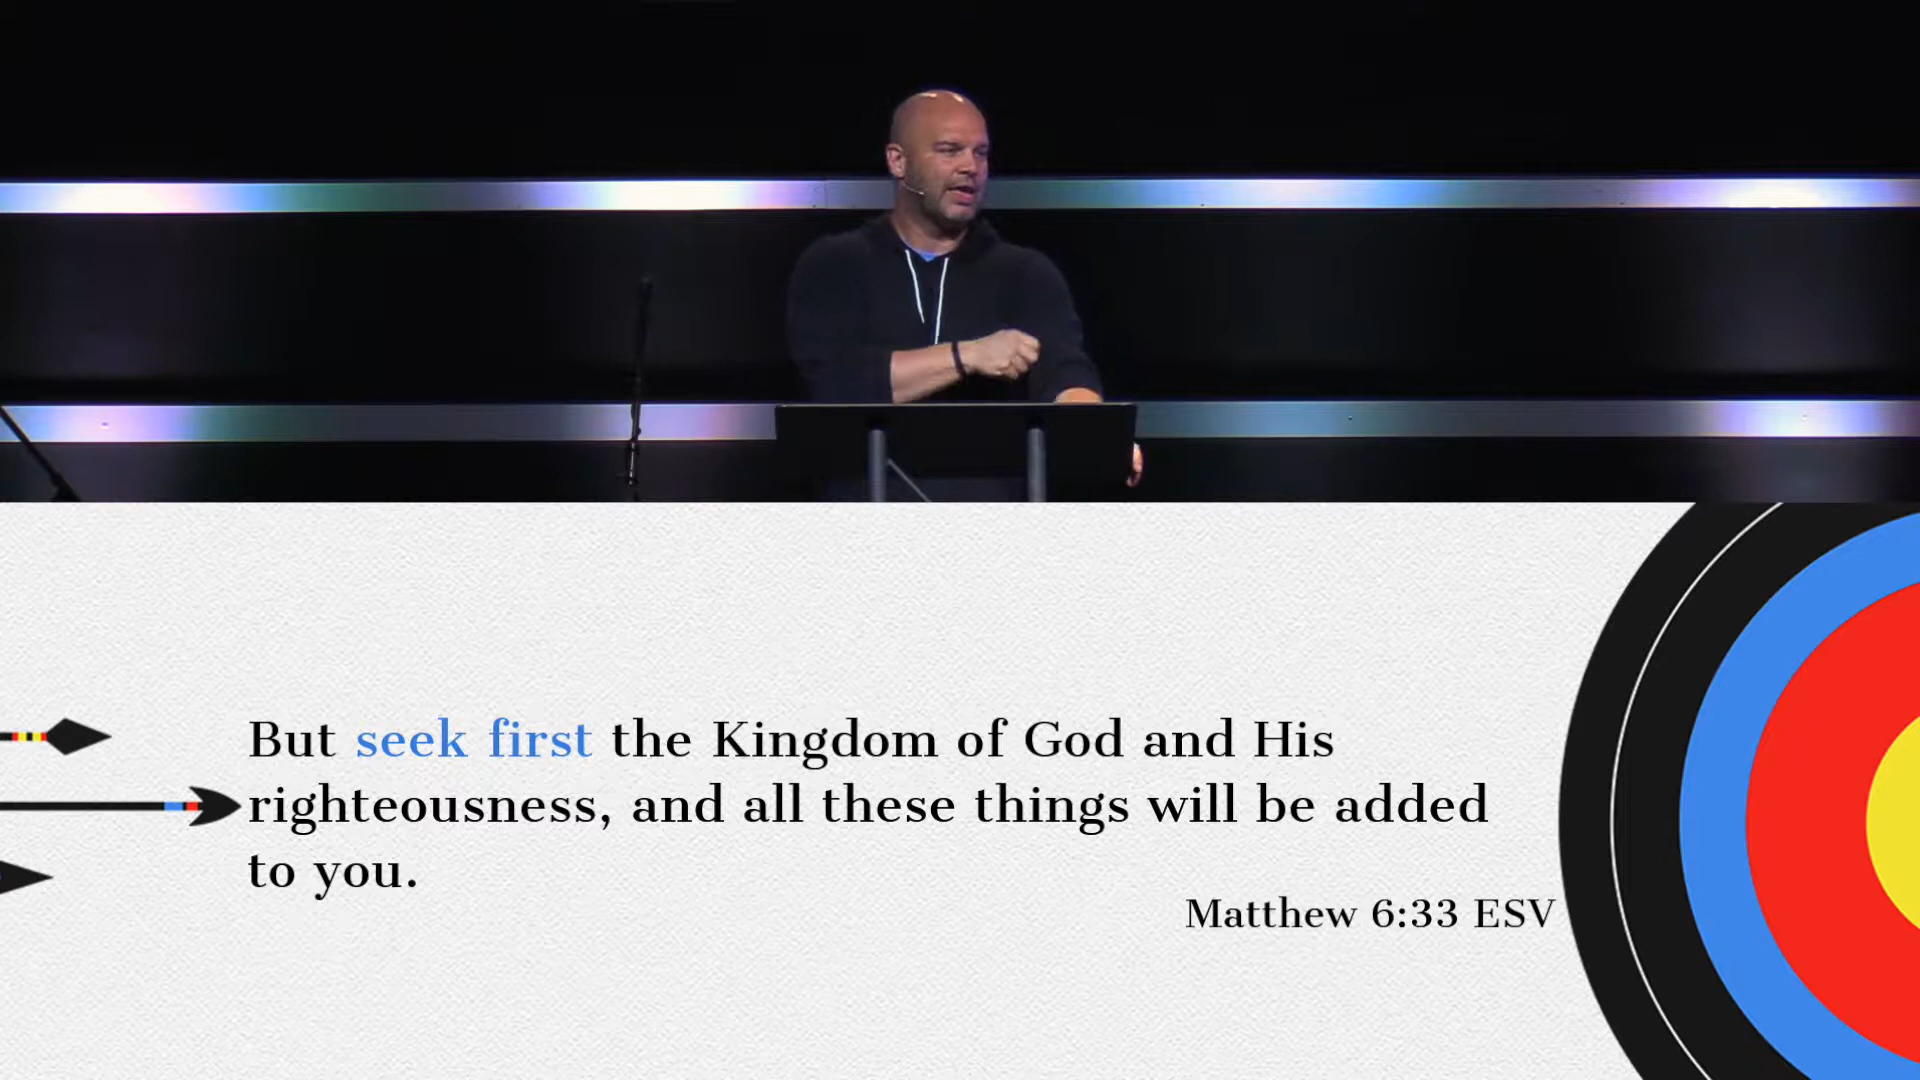 But seek first the Kingdom of God and His
righteousness, and all these things will be added
to you.
Matthew 6:33 ESV